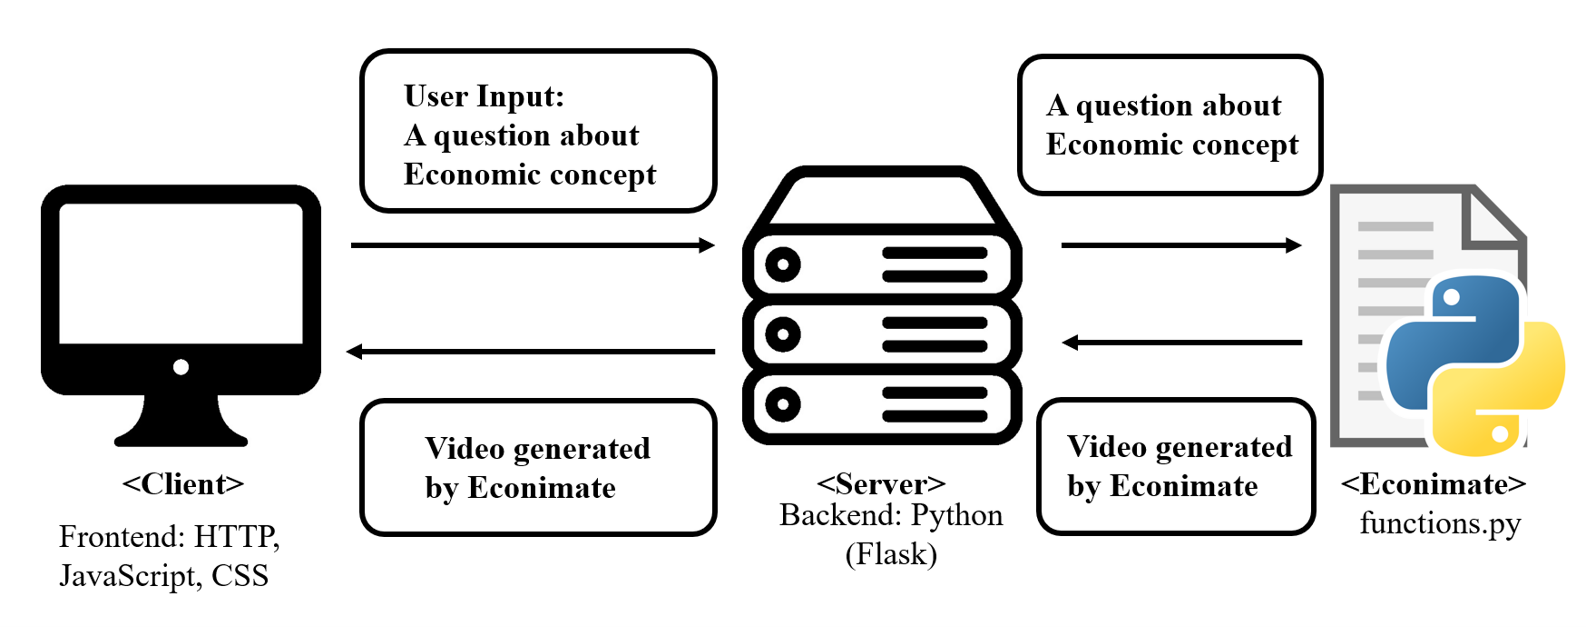 User Input:
A question about
Economic concept
A question about
Economic concept
Video generated
by Econimate
Video generated
by Econimate
<Client>
Frontend: HTTP,
JavaScript, CSS
<Server>
Backend: Python
(Flask)
<Econimate>
functions.py